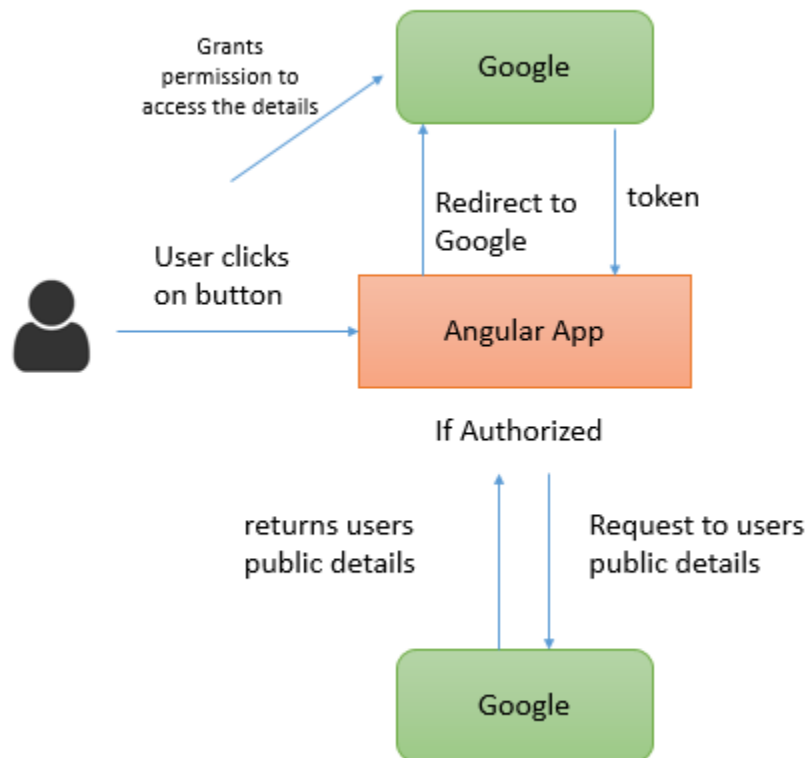 Grants
permission to
access the details
Google
Redirect to
Google
token
User clicks
on button
Angular App
If Authorized
returns users
public details
Request to users
public details
Google